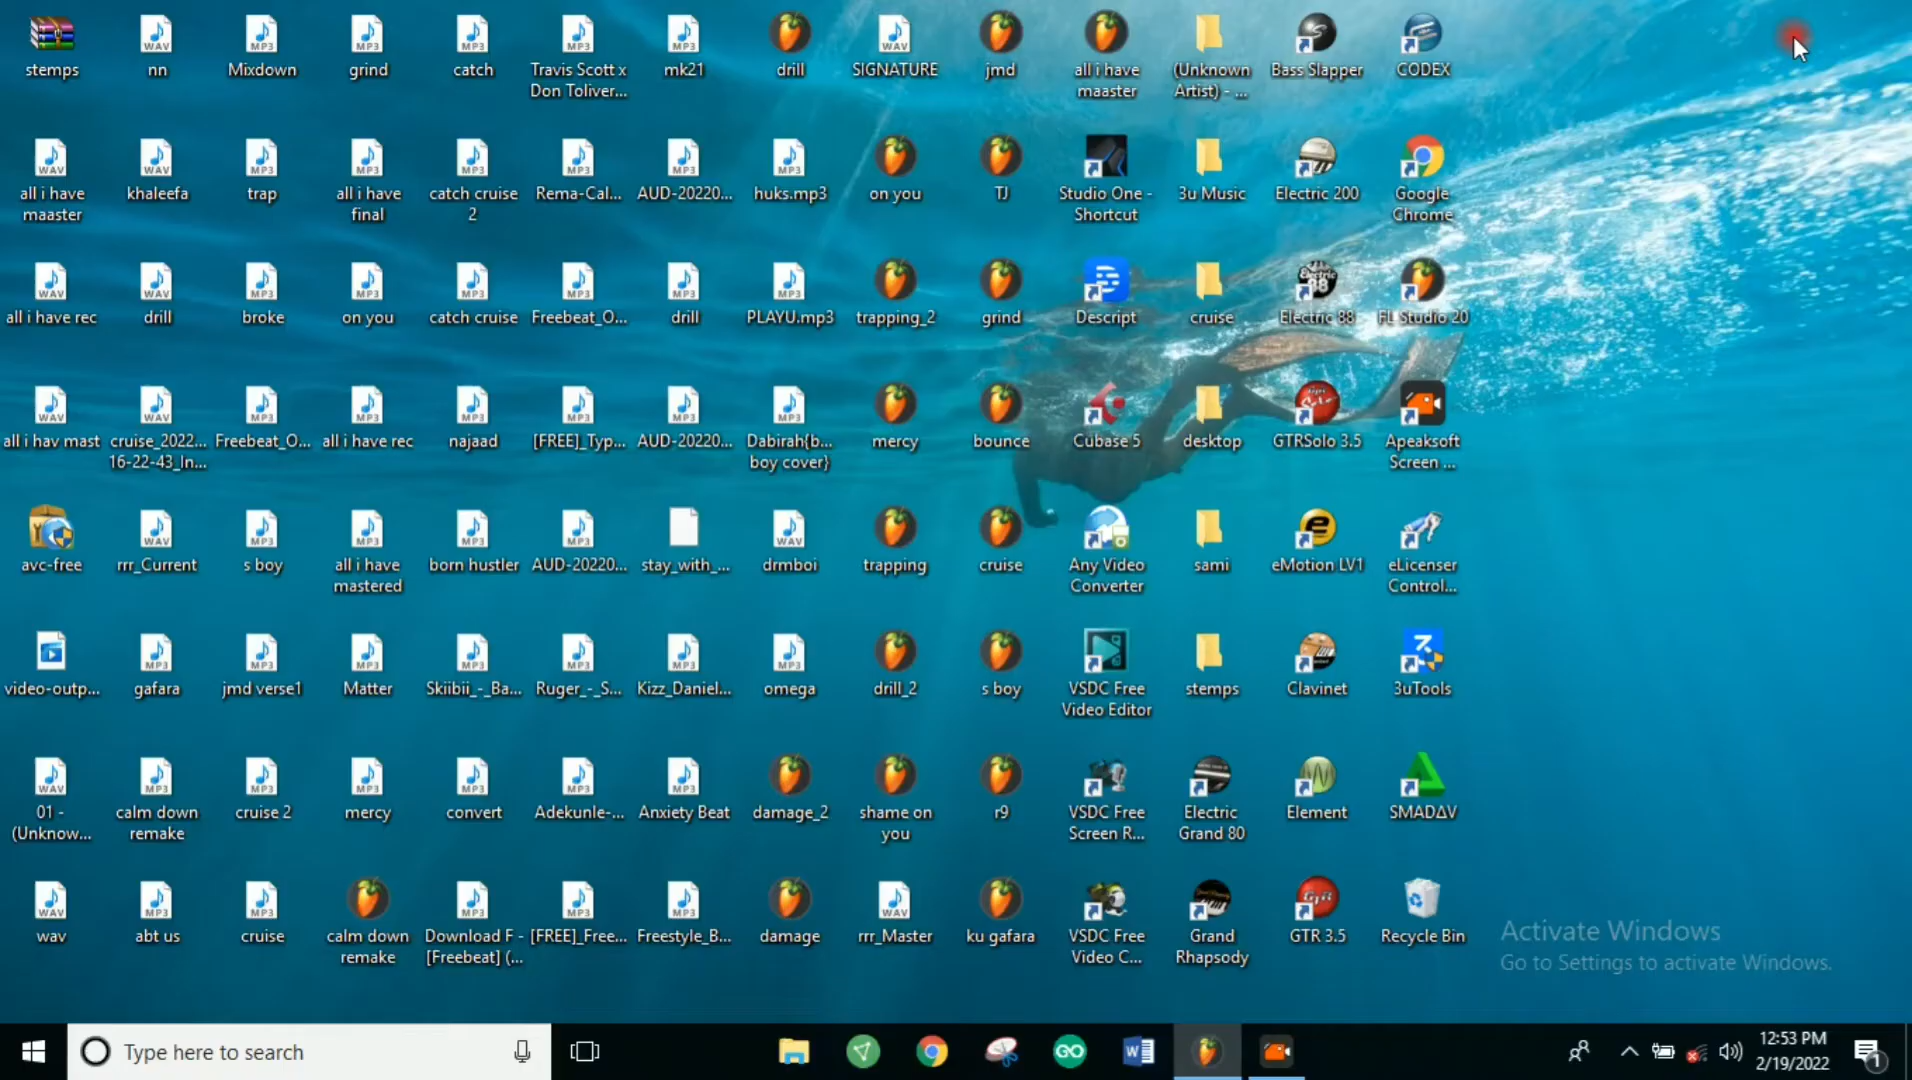 stemps
nn
Mixdown
grind
catch
Travis Scott x
Don Toliver...
mk21
drill
SIGNATURE
jmd
all i have
maaster
(Unknown
Artist) - ...
Bass Slapper
CODEX
all i have
maaster
khaleefa
trap
all i have
final
catch cruise
2
Rema-Cal...
AUD-20220...
huks.mp3
on you
TJ
Studio One -
Shortcut
3u Music
Electric 200
Google
Chrome
all i have rec
drill
broke
on you
catch cruise
Freebeat_O...
drill
PLAYU.mp3
trapping_2
grind
Descript
cruise
Electric 88
FL Studio 20
all i hav mast
cruise_2022...
16-22-43_In...
Freebeat_O...
all i have rec
najaad
[FREE]_Typ...
AUD-20220...
Dabirah{b...
boy cover}
mercy
bounce
Cubase 5
desktop
GTRSolo 3.5
Apeaksoft
Screen ...
avc-free
rrr_Current
s boy
all i have
mastered
born hustler
AUD-20220...
stay_with_...
drmboi
trapping
cruise
Any Video
Converter
sami
eMotion LV1
eLicenser
Control...
video-outp...
gafara
jmd verse1
Matter
Skiibii_-_Ba...
Ruger_-_S...
Kizz_Daniel...
omega
drill_2
s boy
VSDC Free
Video Editor
stemps
Clavinet
3uTools
01 -
(Unknow...
calm down
remake
cruise 2
mercy
convert
Adekunle-...
Anxiety Beat
damage_2
shame on
you
r9
VSDC Free
Screen R...
Electric
Grand 80
Element
SMADΔV
wav
abt us
cruise
calm down
remake
Download F -
[Freebeat] (...
[FREE]_Free...
Freestyle_B...
damage
rrr_Master
ku gafara
VSDC Free
Video C...
Grand
Rhapsody
GTR 3.5
Recycle Bin
Activate Windows
Go to Settings to activate Windows.
Type here to search
12:53 PM
2/19/2022
1